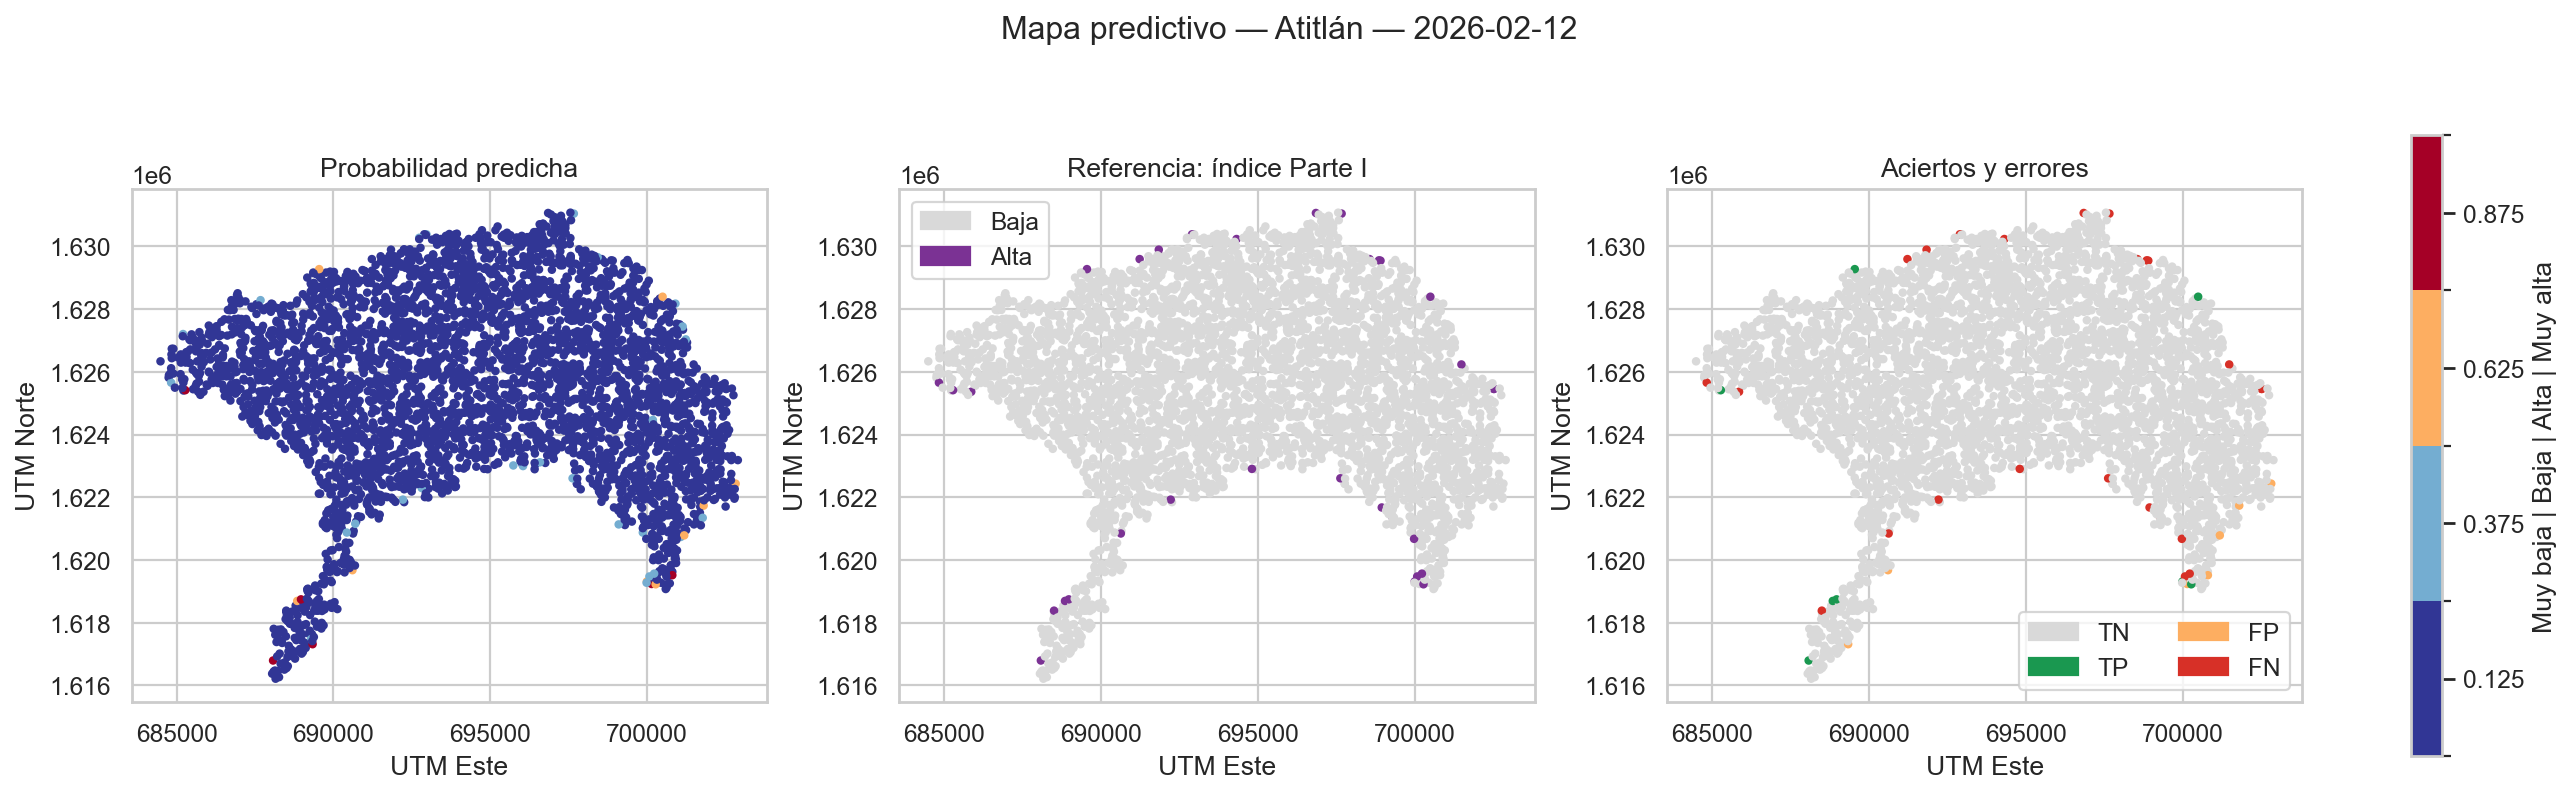 Mapa predictivo — Atitlán — 2026-02-12
Probabilidad predicha
1e6
1.630
1.628
1.626
1.624
1.622
1.620
1.618
1.616
UTM Norte
685000 690000 695000 700000
UTM Este
Referencia: índice Parte I
1e6
Baja
Alta
1.630
1.628
1.626
1.624
1.622
1.620
1.618
1.616
UTM Norte
685000 690000 695000 700000
UTM Este
Aciertos y errores
1e6
1.630
1.628
1.626
1.624
1.622
1.620
1.618
1.616
UTM Norte
TN FP
TP FN
685000 690000 695000 700000
UTM Este
0.875
0.625
0.375
0.125
Muy baja | Baja | Alta | Muy alta